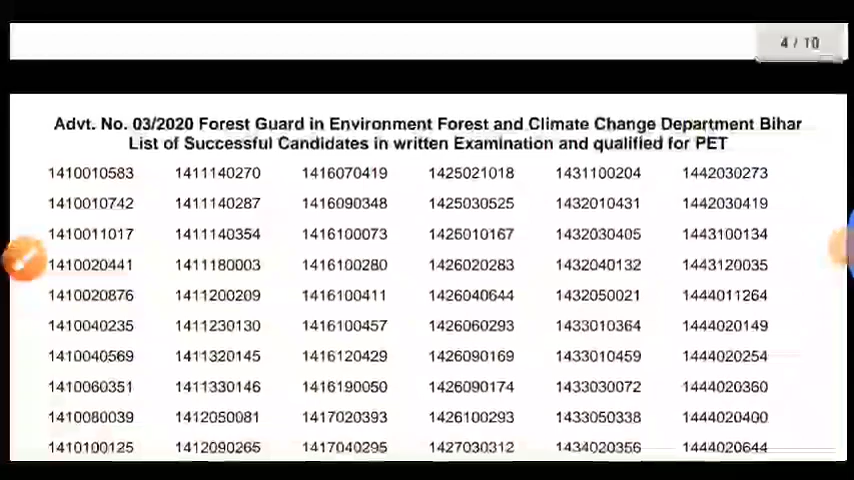 4 / 10
Advt. No. 03/2020 Forest Guard in Environment Forest and Climate Change Department Bihar
List of Successful Candidates in written Examination and qualified for PET
1410010583 1411140270 1416070419 1425021018 1431100204 1442030273
1410010742 1411140287 1416090348 1425030525 1432010431 1442030419
1410011017 1411140354 1416100073 1426010167 1432030405 1443100134
1410020441 1411180003 1416100280 1426020283 1432040132 1443120035
1410020876 1411200209 1416100411 1426040644 1432050021 1444011264
1410040235 1411230130 1416100457 1426060293 1433010364 1444020149
1410040569 1411320145 1416120429 1426090169 1433010459 1444020254
1410060351 1411330146 1416190050 1426090174 1433030072 1444020360
1410080039 1412050081 1417020393 1426100293 1433050338 1444020400
1410100125 1412090265 1417040295 1427030312 1434020356 1444020644